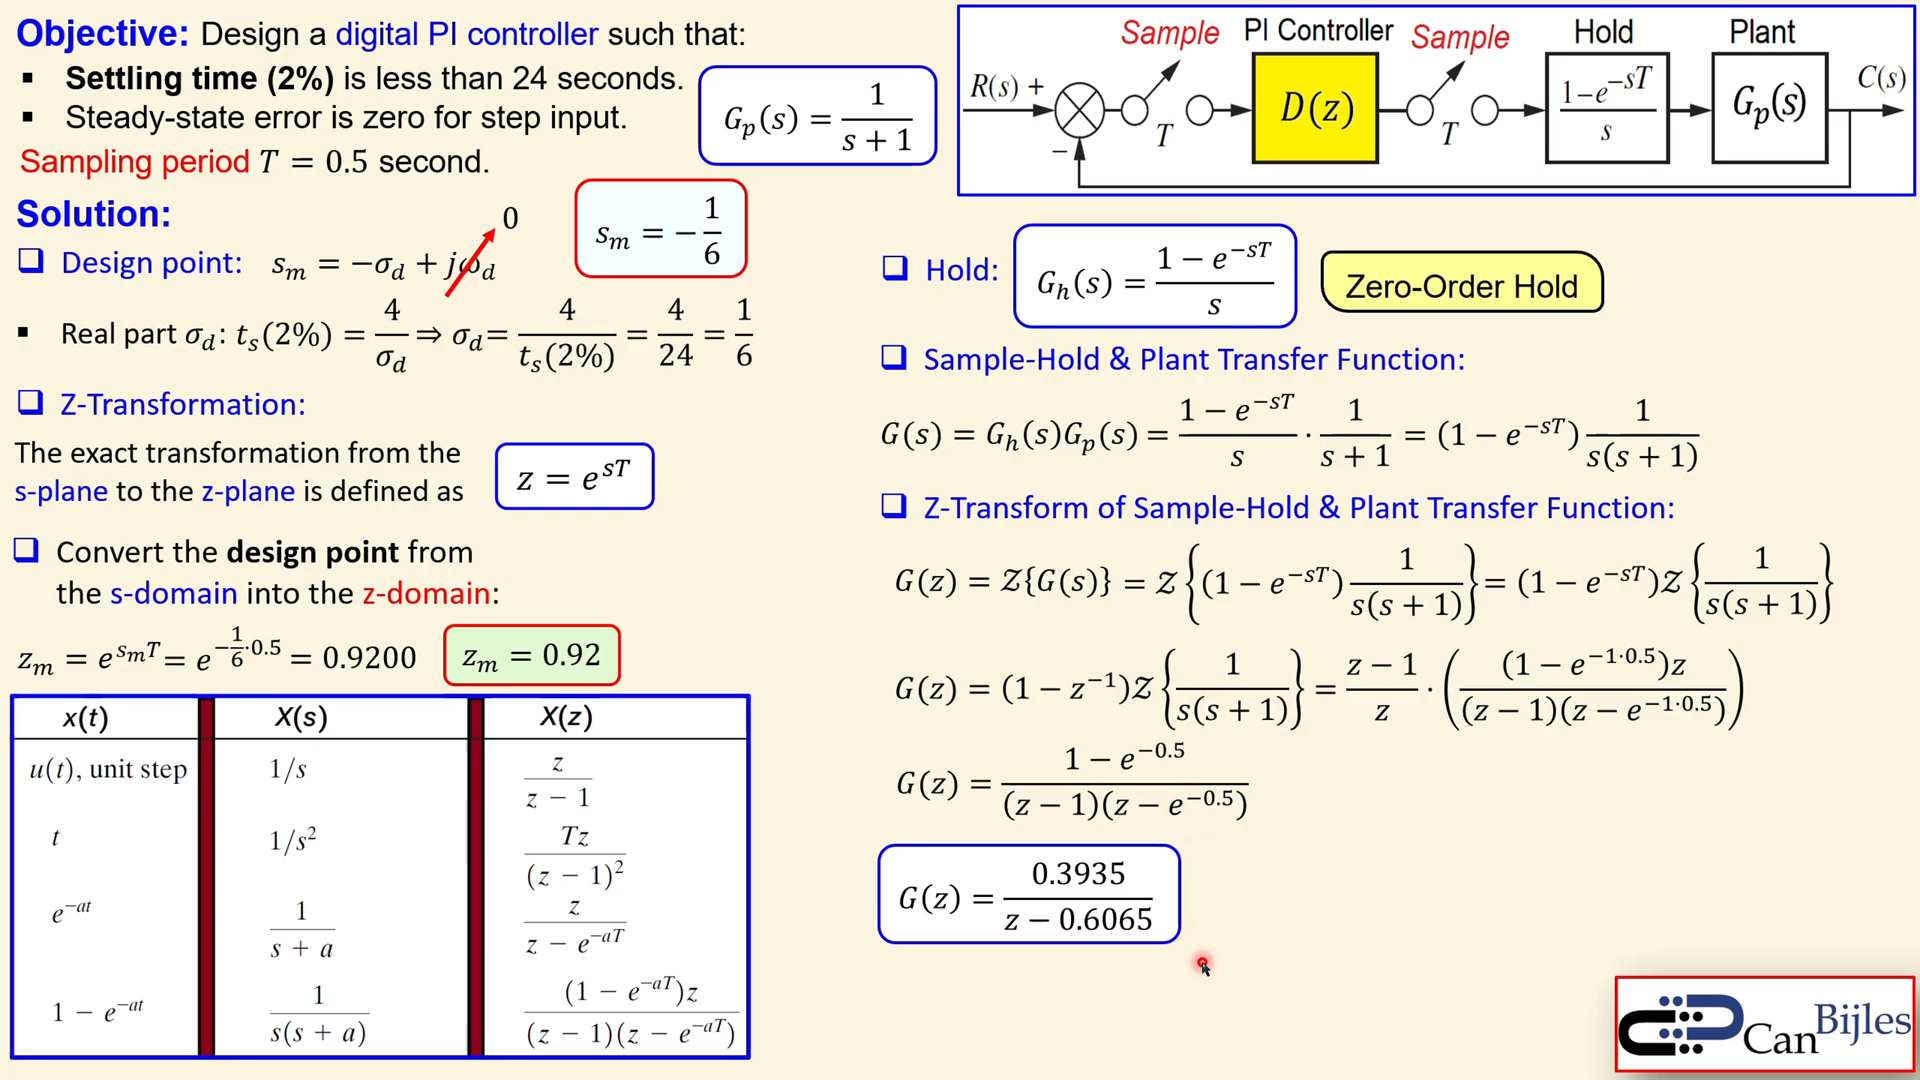 Objective: Design a digital PI controller such that:
▪ Settling time (2%) is less than 24 seconds.
▪ Steady-state error is zero for step input.
Sampling period T = 0.5 second.
G_p(s) = 1/(s + 1)
Solution:
❑ Design point: s_m = −σ_d + jω_d 0
s_m = −1/6
▪ Real part σ_d: t_s(2%) = 4/σ_d ⇒ σ_d = 4/t_s(2%) = 4/24 = 1/6
❑ Z-Transformation:
The exact transformation from the
s-plane to the z-plane is defined as
z = e^{sT}
❑ Convert the design point from
the s-domain into the z-domain:
z_m = e^{s_m T} = e^{−1/6·0.5} = 0.9200
z_m = 0.92
x(t) X(s) X(z)
u(t), unit step 1/s z/(z − 1)
t 1/s² Tz/(z − 1)²
e^{−at} 1/(s + a) z/(z − e^{−aT})
1 − e^{−at} 1/(s(s + a)) (1 − e^{−aT})z/((z − 1)(z − e^{−aT}))
Sample PI Controller Sample Hold Plant
R(s) + − T D(z) T (1−e^{−sT})/s G_p(s) C(s)
❑ Hold: G_h(s) = (1 − e^{−sT})/s
Zero-Order Hold
❑ Sample-Hold & Plant Transfer Function:
G(s) = G_h(s)G_p(s) = (1 − e^{−sT})/s · 1/(s + 1) = (1 − e^{−sT}) 1/(s(s + 1))
❑ Z-Transform of Sample-Hold & Plant Transfer Function:
G(z) = 𝒵{G(s)} = 𝒵{(1 − e^{−sT}) 1/(s(s + 1))} = (1 − e^{−sT})𝒵{1/(s(s + 1))}
G(z) = (1 − z^{−1})𝒵{1/(s(s + 1))} = (z − 1)/z · ((1 − e^{−1·0.5})z/((z − 1)(z − e^{−1·0.5})))
G(z) = (1 − e^{−0.5})/((z − 1)(z − e^{−0.5}))
G(z) = 0.3935/(z − 0.6065)
Can Bijles